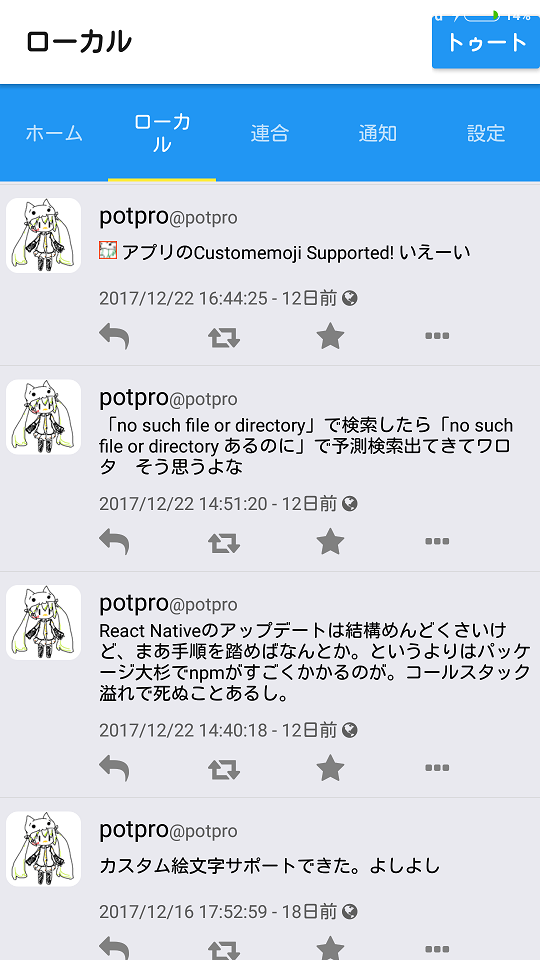 14%
ローカル
トゥート
ホーム
ローカ
ル
連合
通知
設定
potpro@potpro
アプリのCustomemoji Supported! いえーい
2017/12/22 16:44:25 - 12日前
potpro@potpro
「no such file or directory」で検索したら「no such
file or directory あるのに」で予測検索出てきてワロ
タ　そう思うよな
2017/12/22 14:51:20 - 12日前
potpro@potpro
React Nativeのアップデートは結構めんどくさいけ
ど、まあ手順を踏めばなんとか。というよりはパッケ
ージ大杉でnpmがすごくかかるのが。コールスタック
溢れで死ぬことあるし。
2017/12/22 14:40:18 - 12日前
potpro@potpro
カスタム絵文字サポートできた。よしよし
2017/12/16 17:52:59 - 18日前